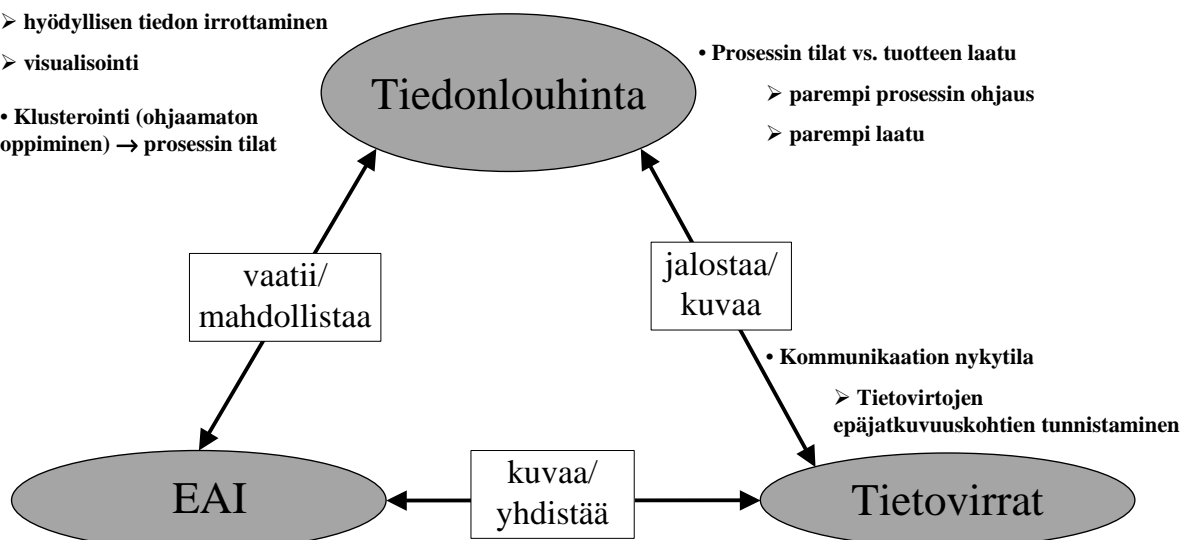 ➢ hyödyllisen tiedon irrottaminen
➢ visualisointi
• Klusterointi (ohjaamaton
oppiminen) → prosessin tilat
Tiedonlouhinta
• Prosessin tilat vs. tuotteen laatu
➢ parempi prosessin ohjaus
➢ parempi laatu
vaatii/
mahdollistaa
jalostaa/
kuvaa
• Kommunikaation nykytila
➢ Tietovirtojen
epäjatkuvuuskohtien tunnistaminen
EAI
kuvaa/
yhdistää
Tietovirrat